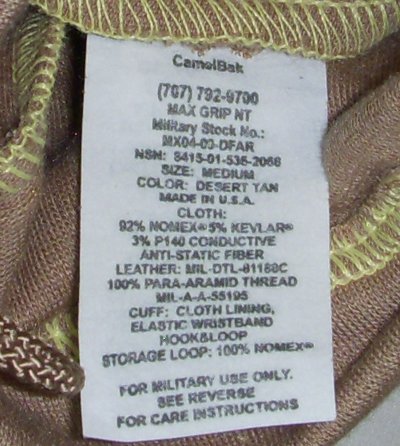 CamelBak
(707) 792-9700
MAX GRIP NT
Military Stock No.:
MX04-03-DFAR
NSN: 8415-01-535-2068
SIZE: MEDIUM
COLOR: DESERT TAN
MADE IN U.S.A.
CLOTH:
92% NOMEX® 5% KEVLAR®
3% P140 CONDUCTIVE
ANTI-STATIC FIBER
LEATHER: MIL-DTL-81188C
100% PARA-ARAMID THREAD
MIL-A-A-55195
CUFF: CLOTH LINING,
ELASTIC WRISTBAND
HOOK&LOOP
STORAGE LOOP: 100% NOMEX®
FOR MILITARY USE ONLY.
SEE REVERSE
FOR CARE INSTRUCTIONS